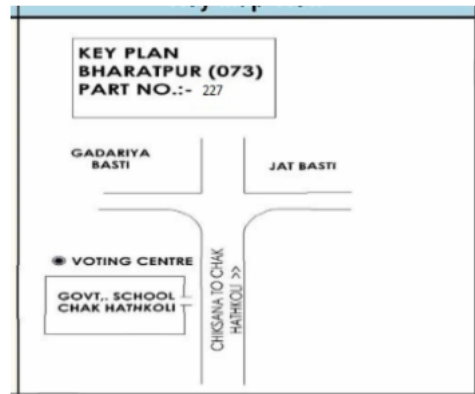 KEY PLAN
BHARATPUR (073)
PART NO.:- 227
GADARIYA
BASTI
JAT BASTI
VOTING CENTRE
GOVT,. SCHOOL
CHAK HATHKOLI
CHIKSANA TO CHAK
HATHKOLI >>